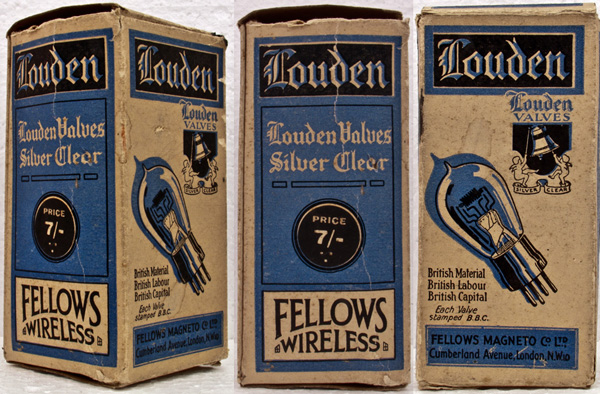 Louden
Louden Valves
Silver Clear
PRICE
7/-
FELLOWS
WIRELESS
Louden
Louden
VALVES
SILVER CLEAR
British Material
British Labour
British Capital
Each Valve
stamped B.B.C.
FELLOWS MAGNETO Co LTD
Cumberland Avenue, London, N.W.10
Louden
Louden Valves
Silver Clear
PRICE
7/-
FELLOWS
WIRELESS
Louden
Louden
VALVES
SILVER CLEAR
British Material
British Labour
British Capital
Each Valve
stamped B.B.C.
FELLOWS MAGNETO Co LTD.
Cumberland Avenue, London, N.W.10